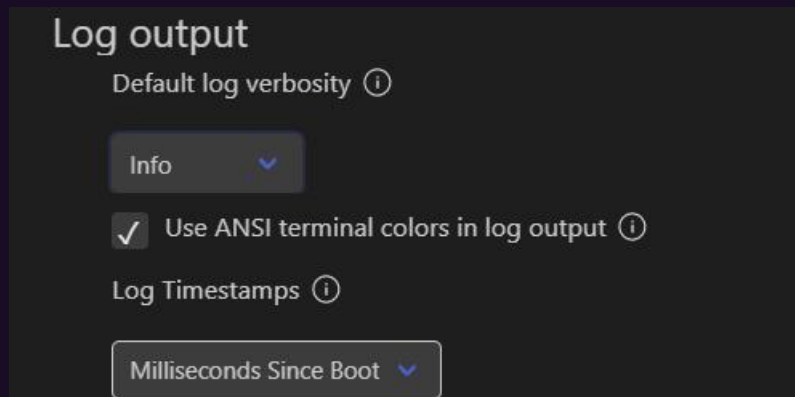 Log output
Default log verbosity
Info
Use ANSI terminal colors in log output
Log Timestamps
Milliseconds Since Boot